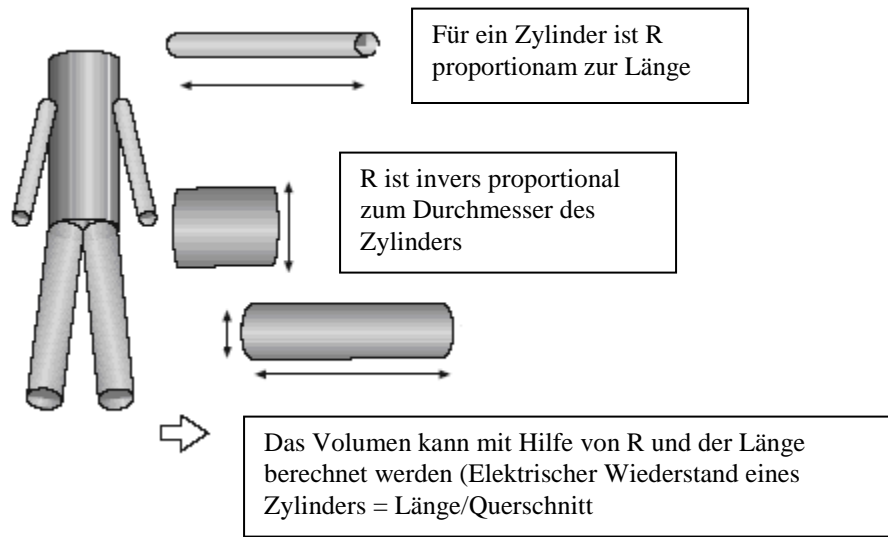 Für ein Zylinder ist R
proportionam zur Länge
R ist invers proportional
zum Durchmesser des
Zylinders
Das Volumen kann mit Hilfe von R und der Länge
berechnet werden (Elektrischer Wiederstand eines
Zylinders = Länge/Querschnitt